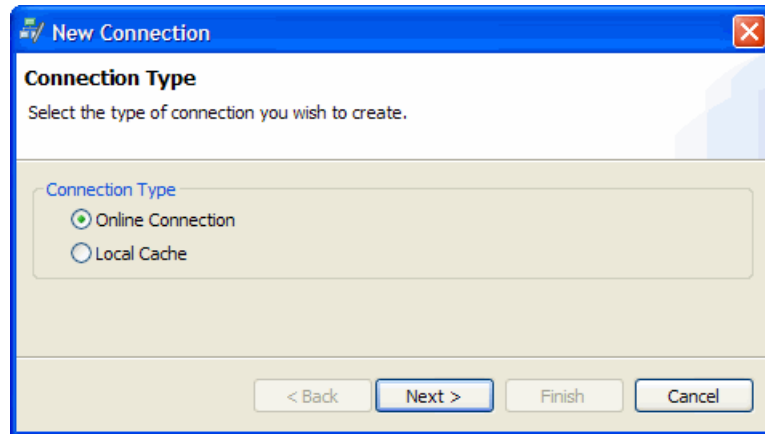 New Connection
Connection Type
Select the type of connection you wish to create.
Connection Type
Online Connection
Local Cache
< Back Next > Finish Cancel